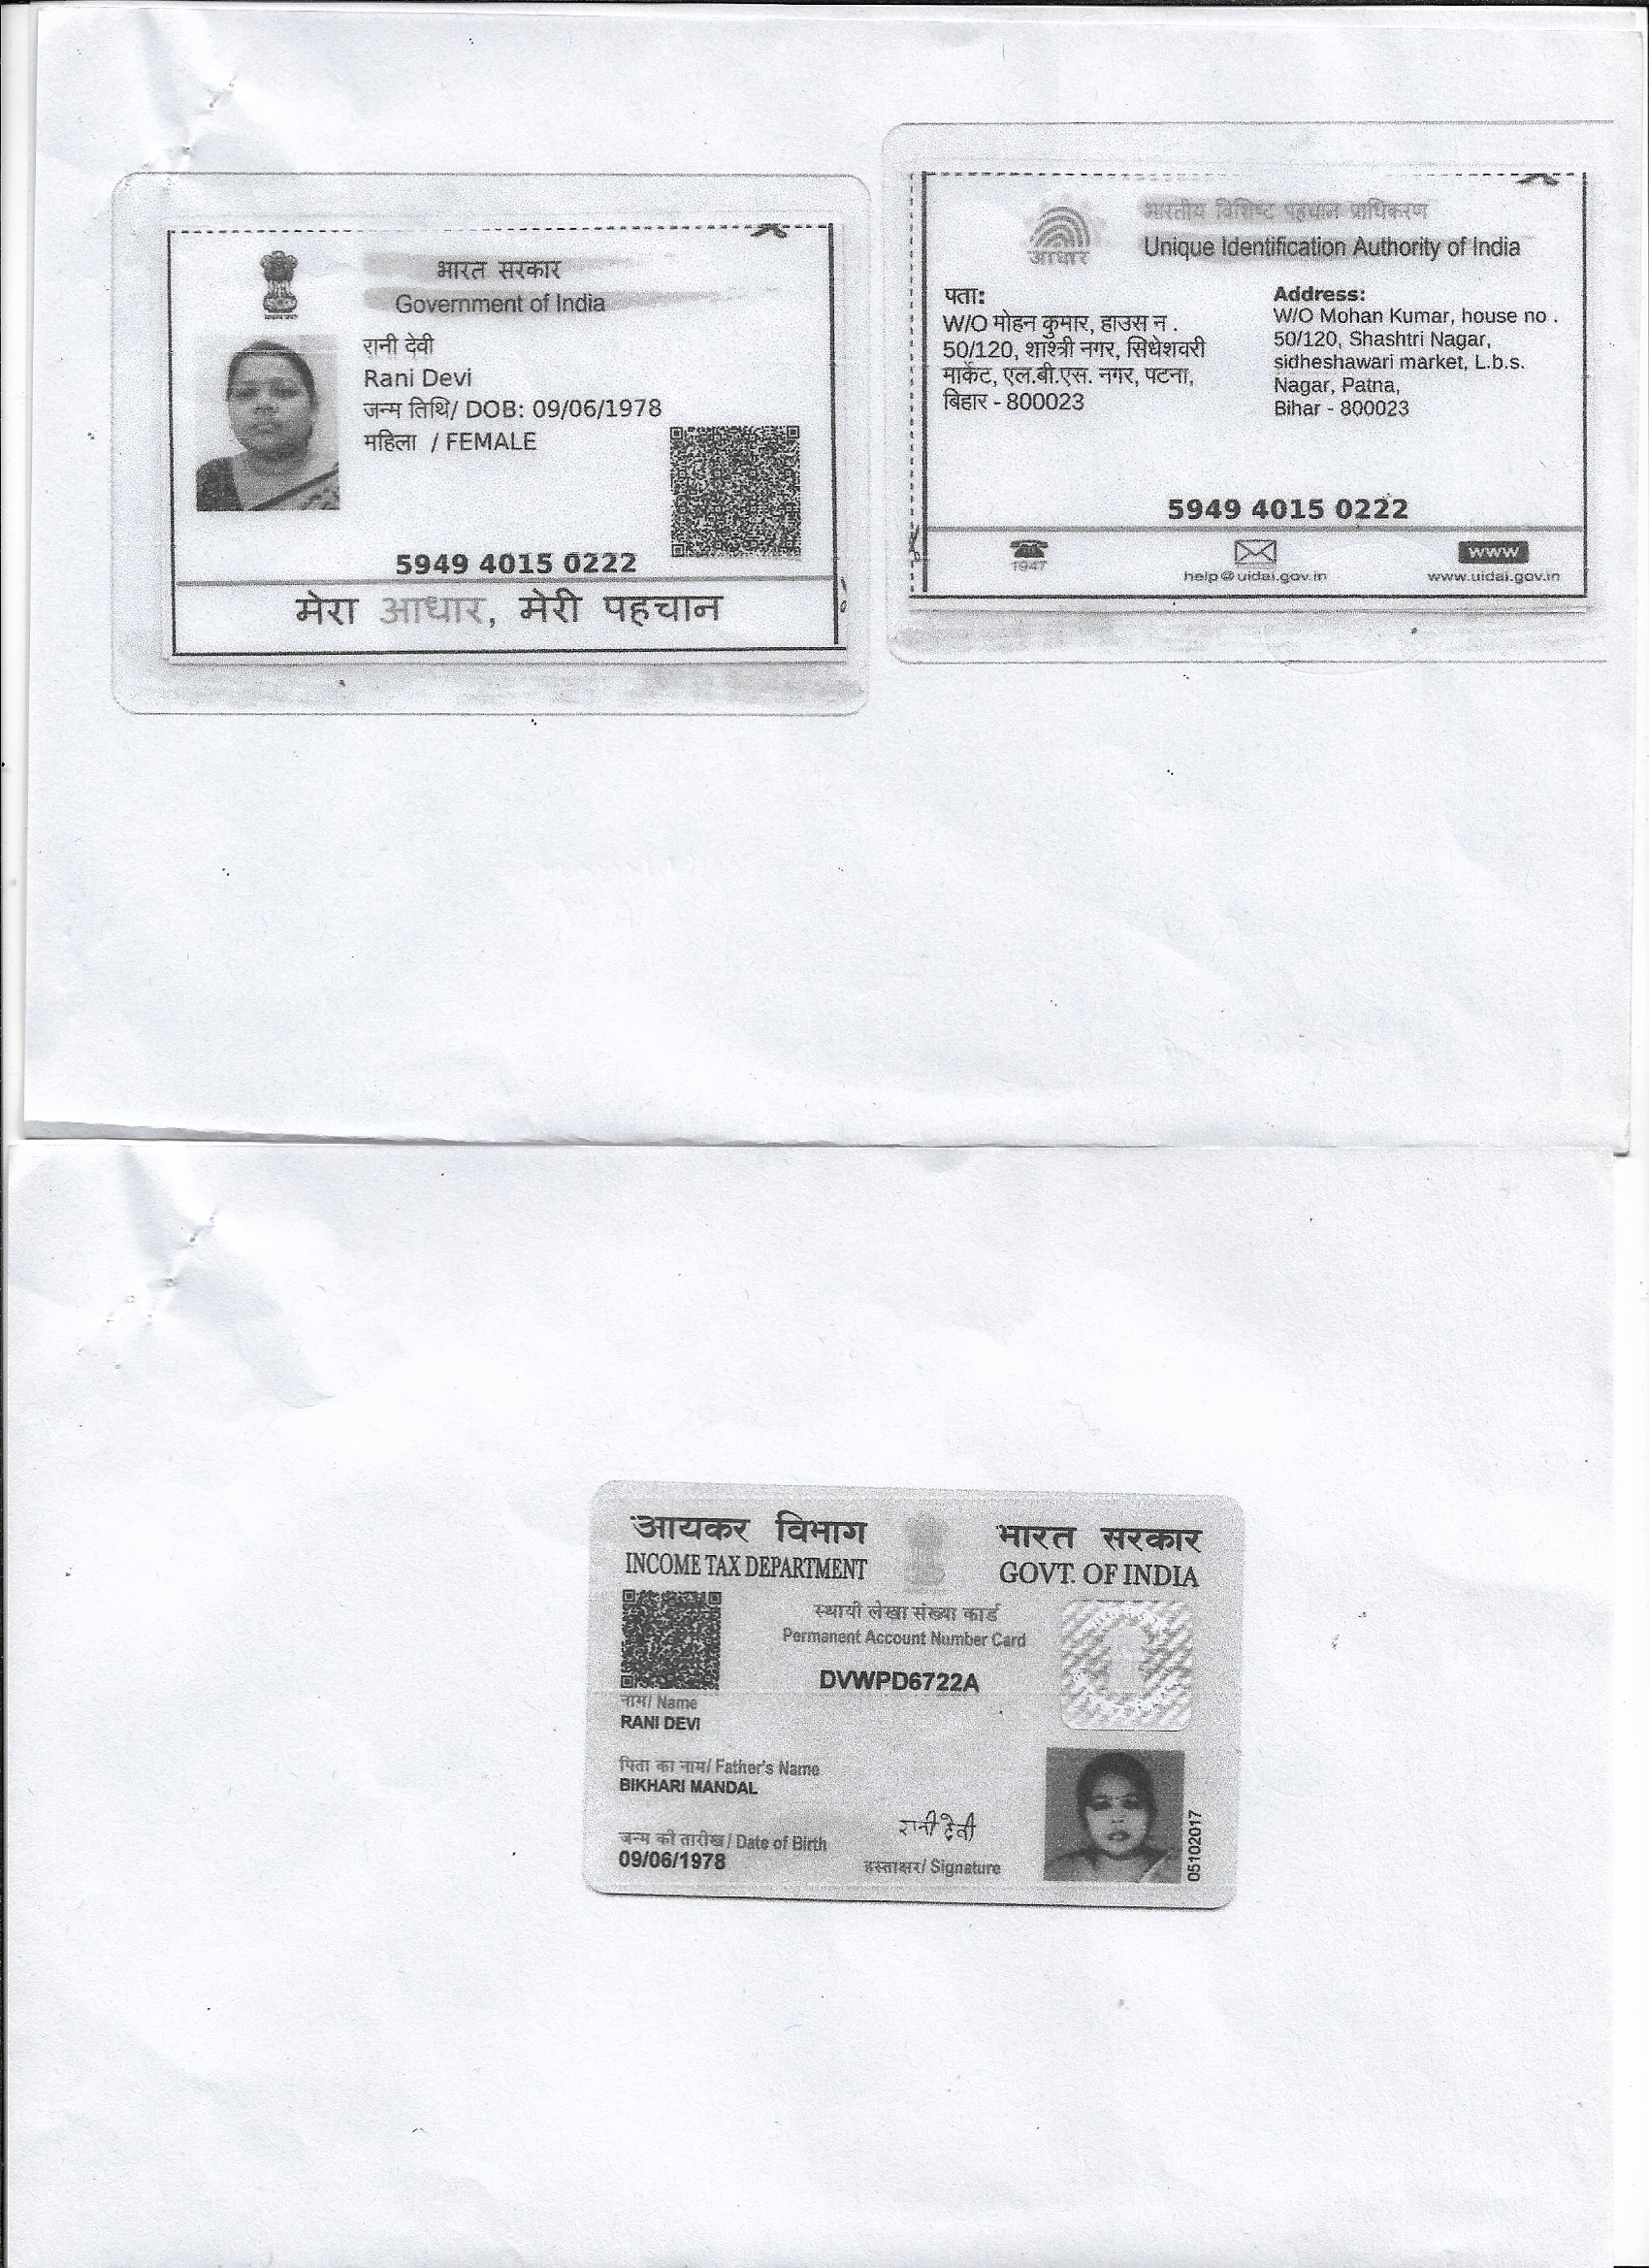 भारत सरकार
Government of India
रानी देवी
Rani Devi
जन्म तिथि/ DOB: 09/06/1978
महिला / FEMALE
5949 4015 0222
मेरा आधार, मेरी पहचान
भारतीय विशिष्ट पहचान प्राधिकरण
Unique Identification Authority of India
आधार
पता:
W/O मोहन कुमार, हाउस न .
50/120, शाश्त्री नगर, सिधेशवरी
मार्केट, एल.बी.एस. नगर, पटना,
बिहार - 800023
Address:
W/O Mohan Kumar, house no .
50/120, Shashtri Nagar,
sidheshawari market, L.b.s.
Nagar, Patna,
Bihar - 800023
5949 4015 0222
1947
help@uidai.gov.in
www
www.uidai.gov.in
आयकर विभाग
INCOME TAX DEPARTMENT
भारत सरकार
GOVT. OF INDIA
स्थायी लेखा संख्या कार्ड
Permanent Account Number Card
DVWPD6722A
नाम/ Name
RANI DEVI
पिता का नाम/ Father's Name
BIKHARI MANDAL
जन्म की तारीख/ Date of Birth
09/06/1978
रानी देवी
हस्ताक्षर/ Signature
05102017